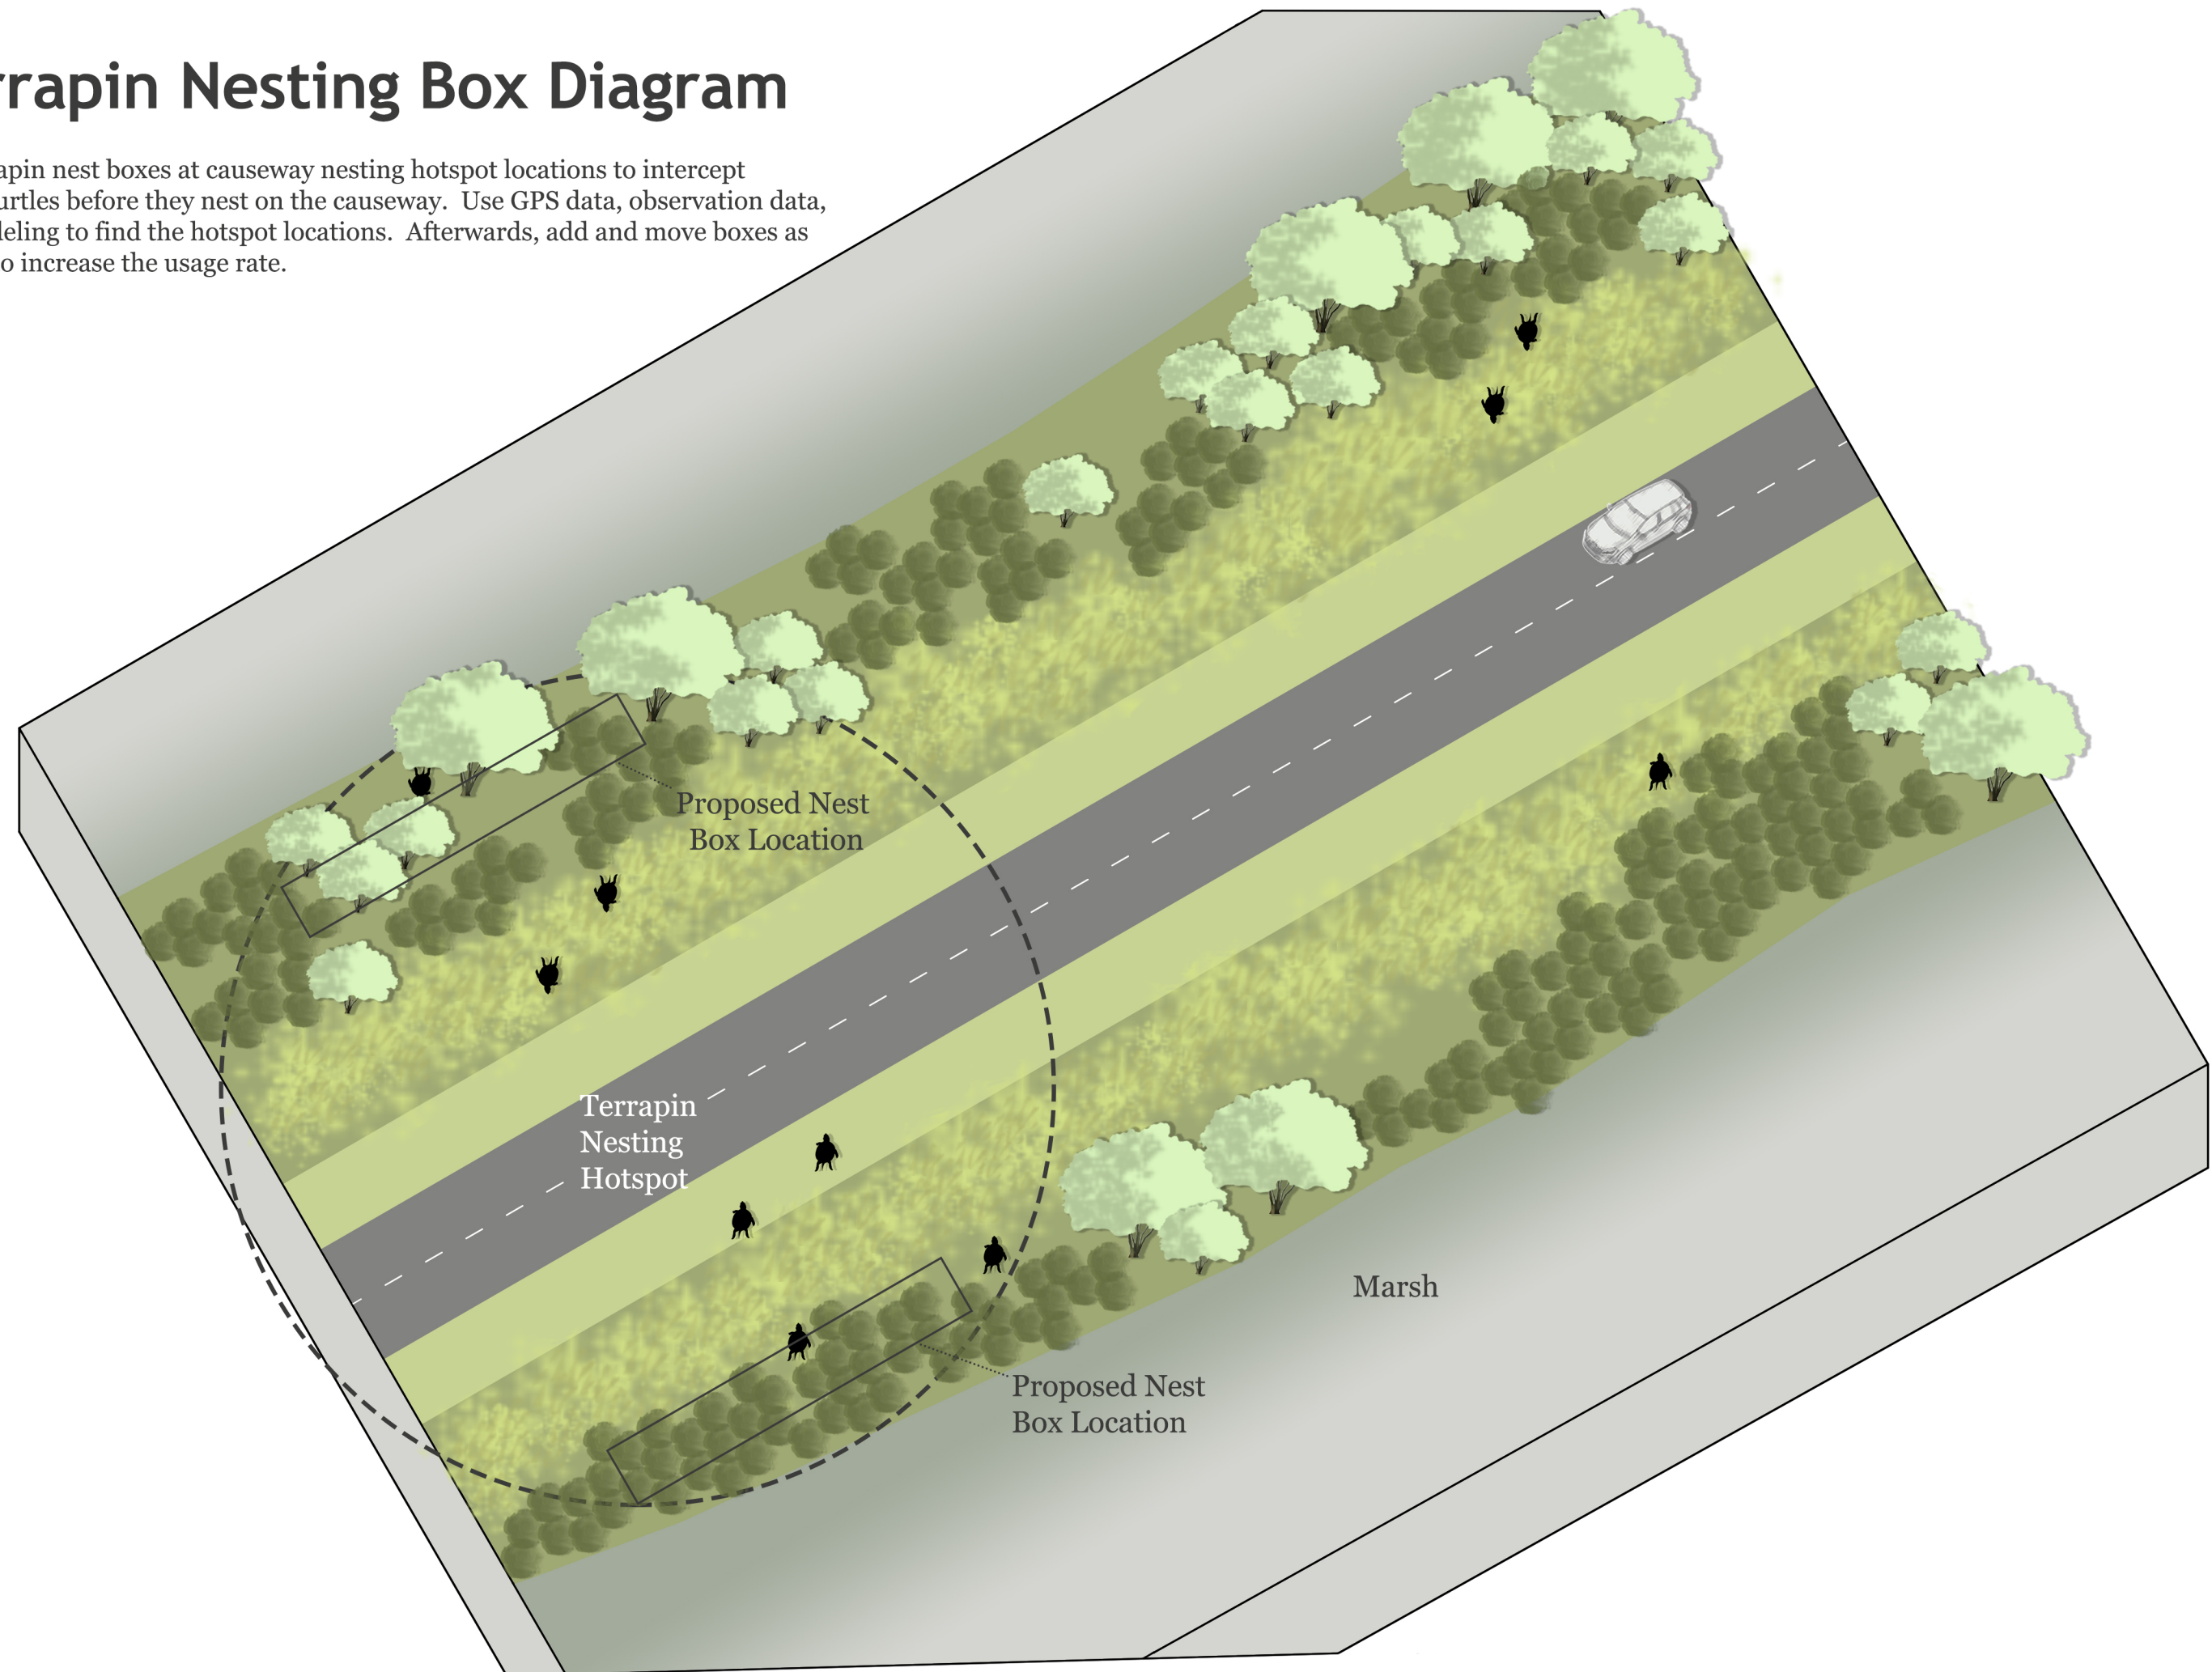 rrapin Nesting Box Diagram
apin nest boxes at causeway nesting hotspot locations to intercept
urtles before they nest on the causeway. Use GPS data, observation data,
deling to find the hotspot locations. Afterwards, add and move boxes as
o increase the usage rate.
Proposed Nest
Box Location
Terrapin
Nesting
Hotspot
Marsh
Proposed Nest
Box Location